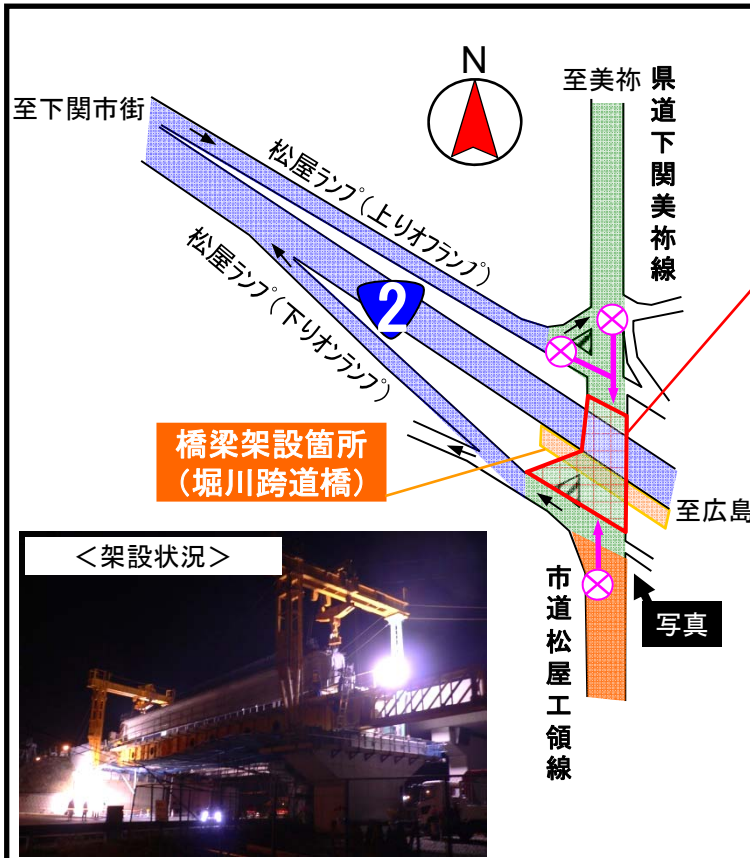 N
至美祢
県道下関美祢線
至下関市街
松屋ランプ(上りオフランプ)
松屋ランプ(下りオンランプ)
2
橋梁架設箇所
(堀川跨道橋)
至広島
<架設状況>
市道松屋工領線
写真